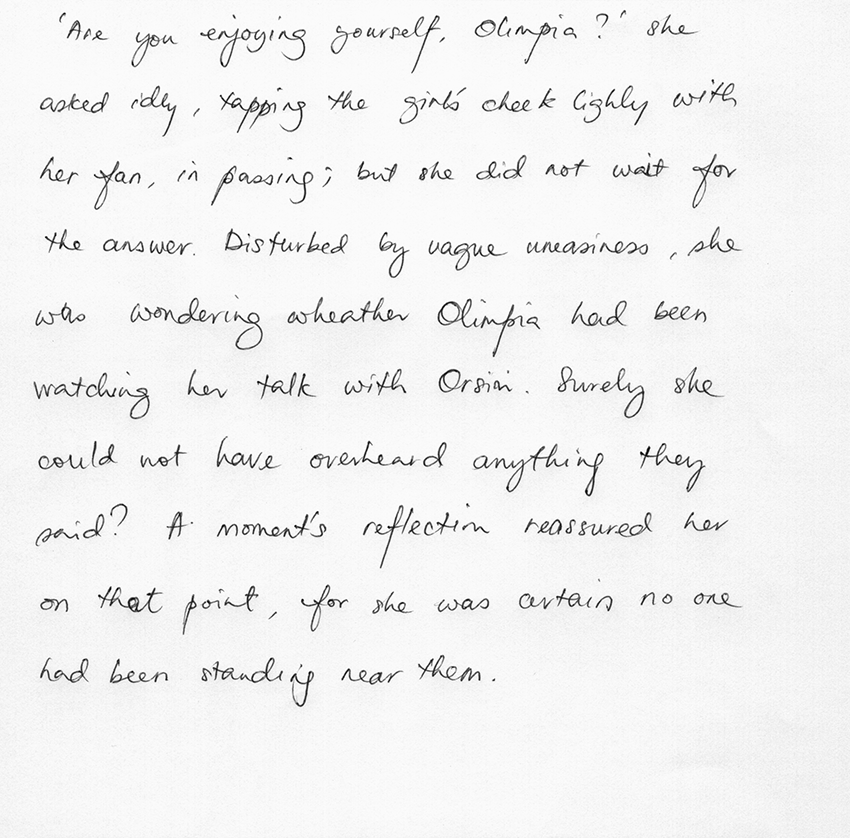 'Are you enjoying yourself, Olimpia?' she
asked idly, tapping the girl's cheek lighly with
her fan, in passing; but she did not wait for
the answer. Disturbed by vague uneasiness, she
was wondering wheather Olimpia had been
watching her talk with Orsini. Surely she
could not have overheard anything they
said? A moment's reflection reassured her
on that point, for she was certain no one
had been standing near them.